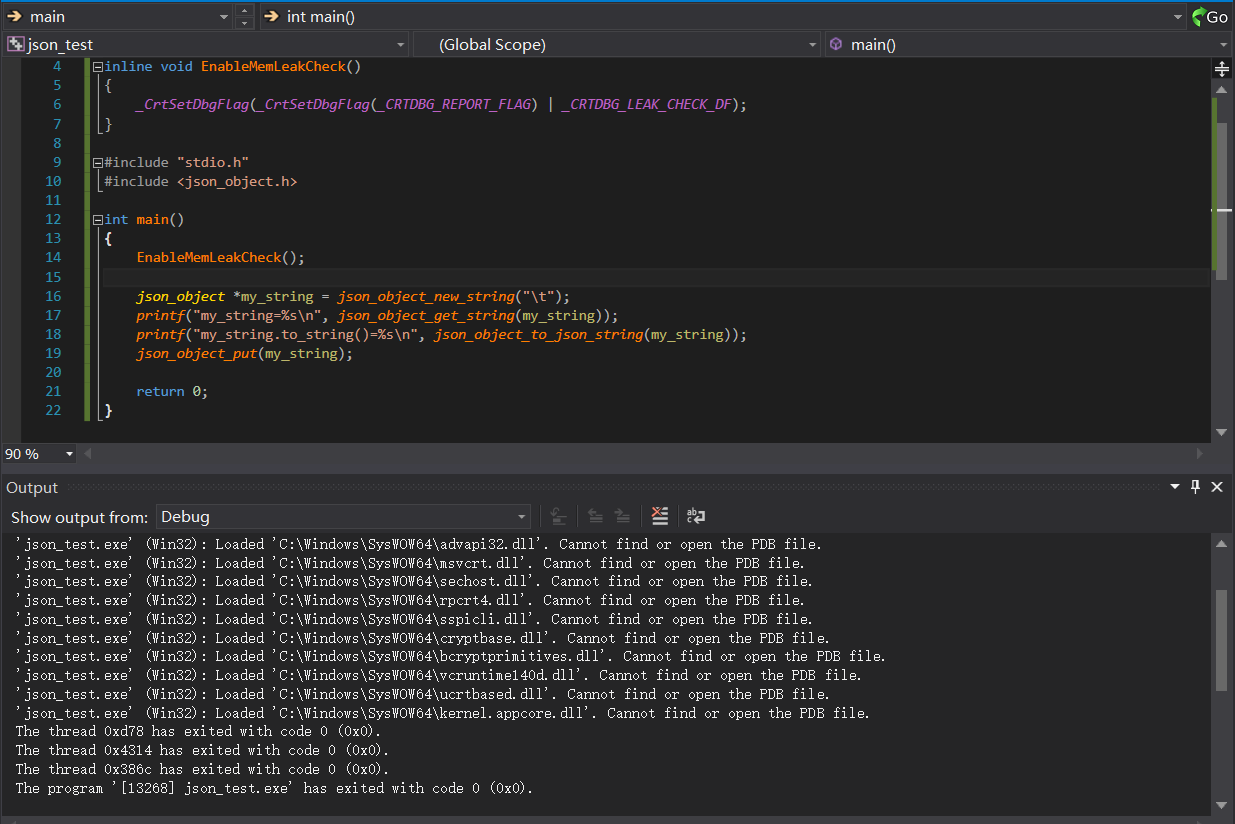 main
int main()
Go
json_test
(Global Scope)
main()
4 inline void EnableMemLeakCheck()
5 {
6 _CrtSetDbgFlag(_CrtSetDbgFlag(_CRTDBG_REPORT_FLAG) | _CRTDBG_LEAK_CHECK_DF);
7 }
8
9 #include "stdio.h"
10 #include <json_object.h>
11
12 int main()
13 {
14 EnableMemLeakCheck();
15
16 json_object *my_string = json_object_new_string("\t");
17 printf("my_string=%s\n", json_object_get_string(my_string));
18 printf("my_string.to_string()=%s\n", json_object_to_json_string(my_string));
19 json_object_put(my_string);
20
21 return 0;
22 }
90 %
Output
Show output from: Debug
'json_test.exe' (Win32): Loaded 'C:\Windows\SysWOW64\advapi32.dll'. Cannot find or open the PDB file.
'json_test.exe' (Win32): Loaded 'C:\Windows\SysWOW64\msvcrt.dll'. Cannot find or open the PDB file.
'json_test.exe' (Win32): Loaded 'C:\Windows\SysWOW64\sechost.dll'. Cannot find or open the PDB file.
'json_test.exe' (Win32): Loaded 'C:\Windows\SysWOW64\rpcrt4.dll'. Cannot find or open the PDB file.
'json_test.exe' (Win32): Loaded 'C:\Windows\SysWOW64\sspicli.dll'. Cannot find or open the PDB file.
'json_test.exe' (Win32): Loaded 'C:\Windows\SysWOW64\cryptbase.dll'. Cannot find or open the PDB file.
'json_test.exe' (Win32): Loaded 'C:\Windows\SysWOW64\bcryptprimitives.dll'. Cannot find or open the PDB file.
'json_test.exe' (Win32): Loaded 'C:\Windows\SysWOW64\vcruntime140d.dll'. Cannot find or open the PDB file.
'json_test.exe' (Win32): Loaded 'C:\Windows\SysWOW64\ucrtbased.dll'. Cannot find or open the PDB file.
'json_test.exe' (Win32): Loaded 'C:\Windows\SysWOW64\kernel.appcore.dll'. Cannot find or open the PDB file.
The thread 0xd78 has exited with code 0 (0x0).
The thread 0x4314 has exited with code 0 (0x0).
The thread 0x386c has exited with code 0 (0x0).
The program '[13268] json_test.exe' has exited with code 0 (0x0).